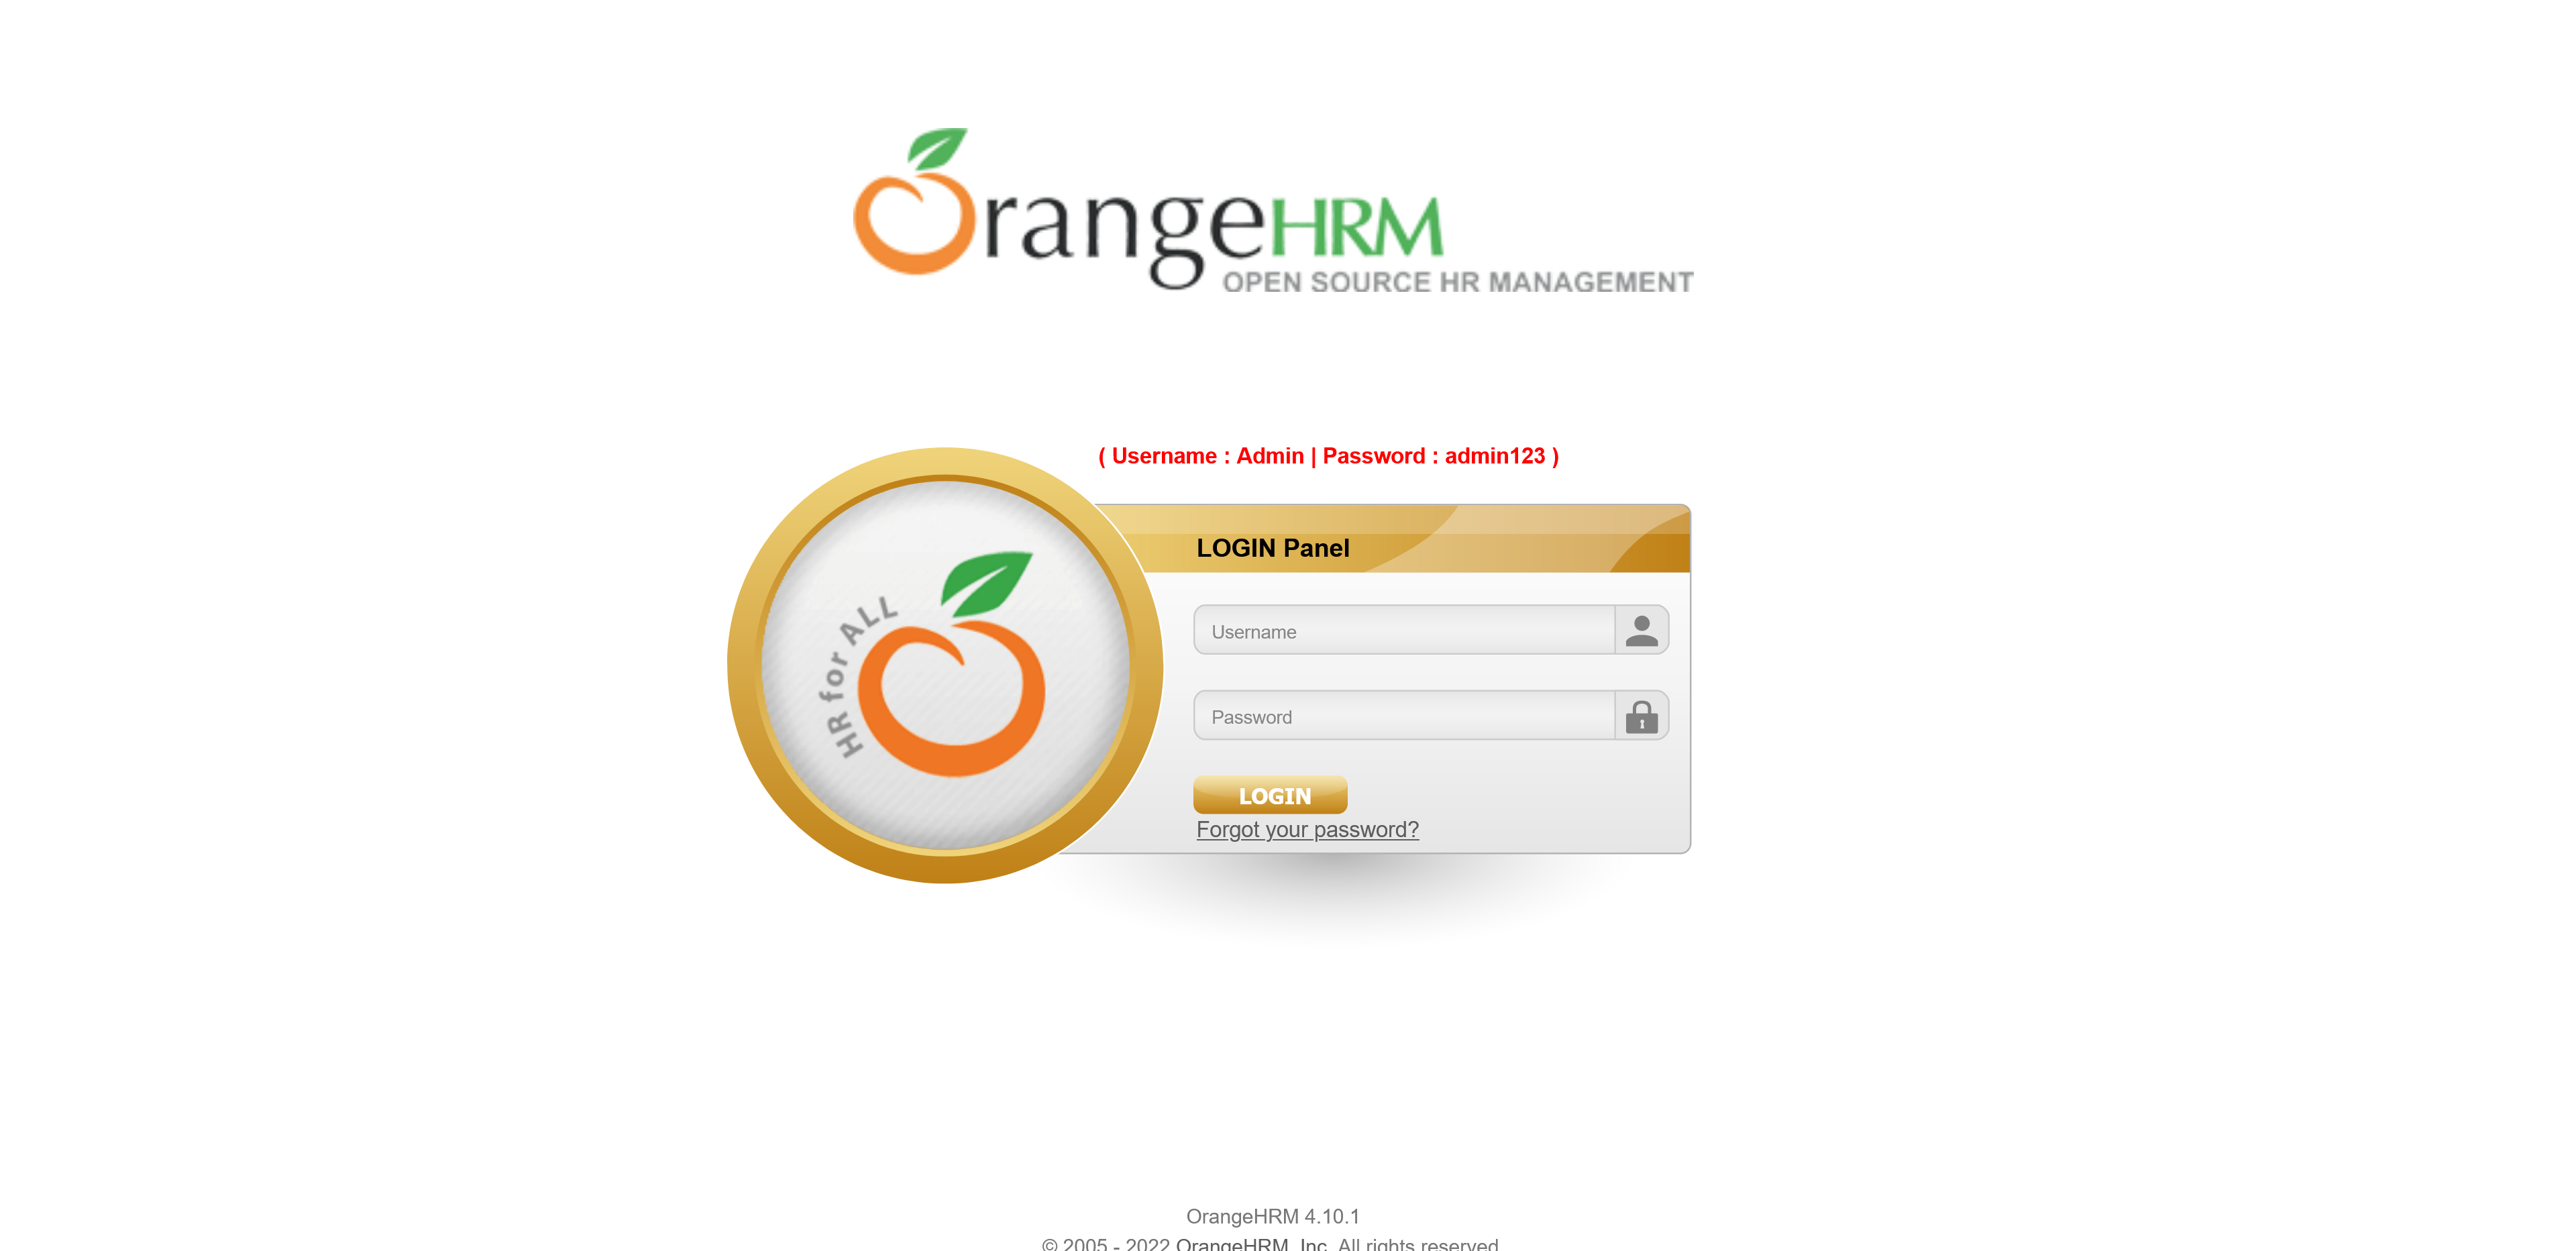 OrangeHRM
OPEN SOURCE HR MANAGEMENT
( Username : Admin | Password : admin123 )
HR for ALL
LOGIN Panel
Username
Password
LOGIN
Forgot your password?
OrangeHRM 4.10.1
© 2005 - 2022 OrangeHRM, Inc. All rights reserved